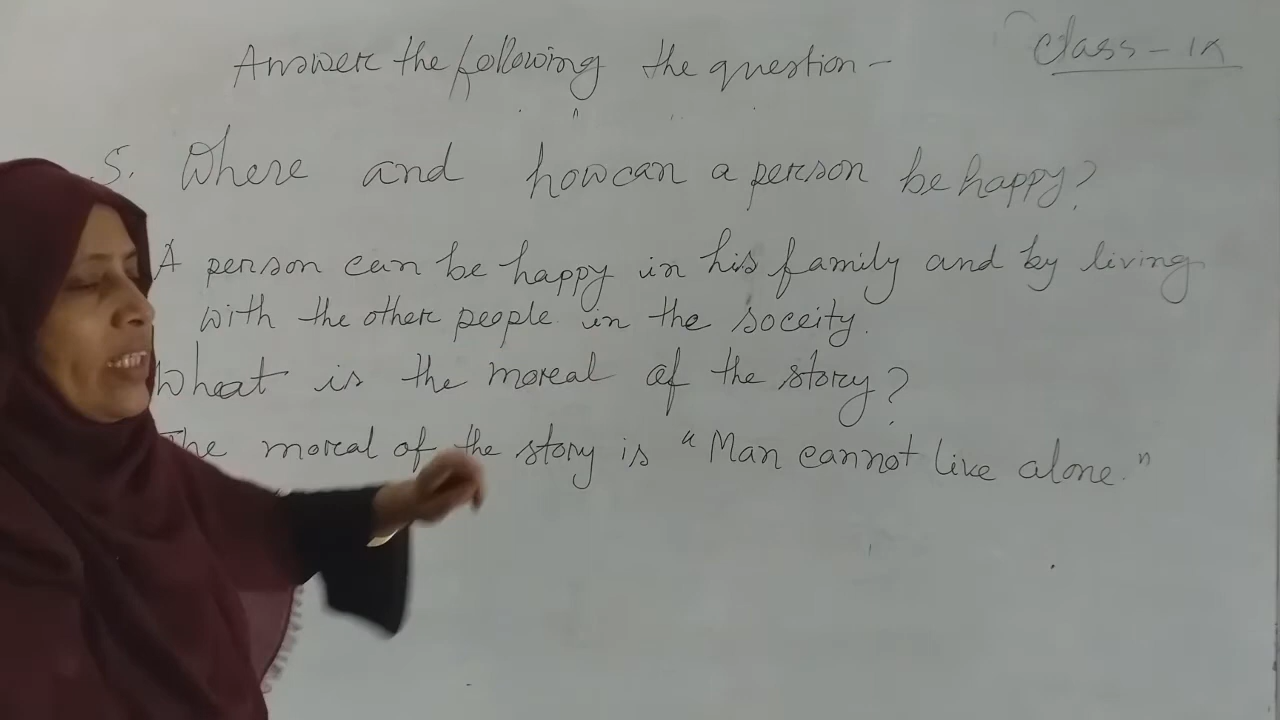 Class - IX
Answer the following the question -
5. Where and how can a person be happy?
A person can be happy in his family and by living
with the other people in the soceity.
What is the moral of the story?
The moral of the story is "Man cannot live alone."